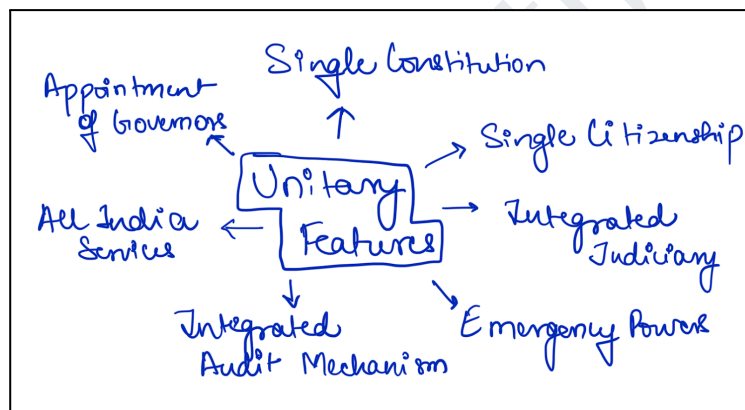 Single Constitution
Appointment
of Governors
Single Citizenship
Unitary
Features
All India
Services
Integrated
Judiciary
Integrated
Audit Mechanism
Emergency Powers